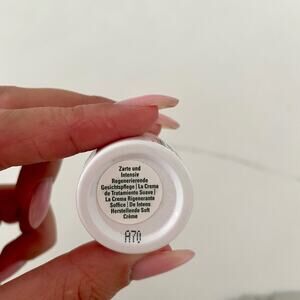 Zarte und
Intensiv
Regenerierende
Gesichtspflege | La Crema
de Tratamiento Suave |
La Crema Rigenerante
Soffice | De Intens
Herstellende Soft
Crème
A70